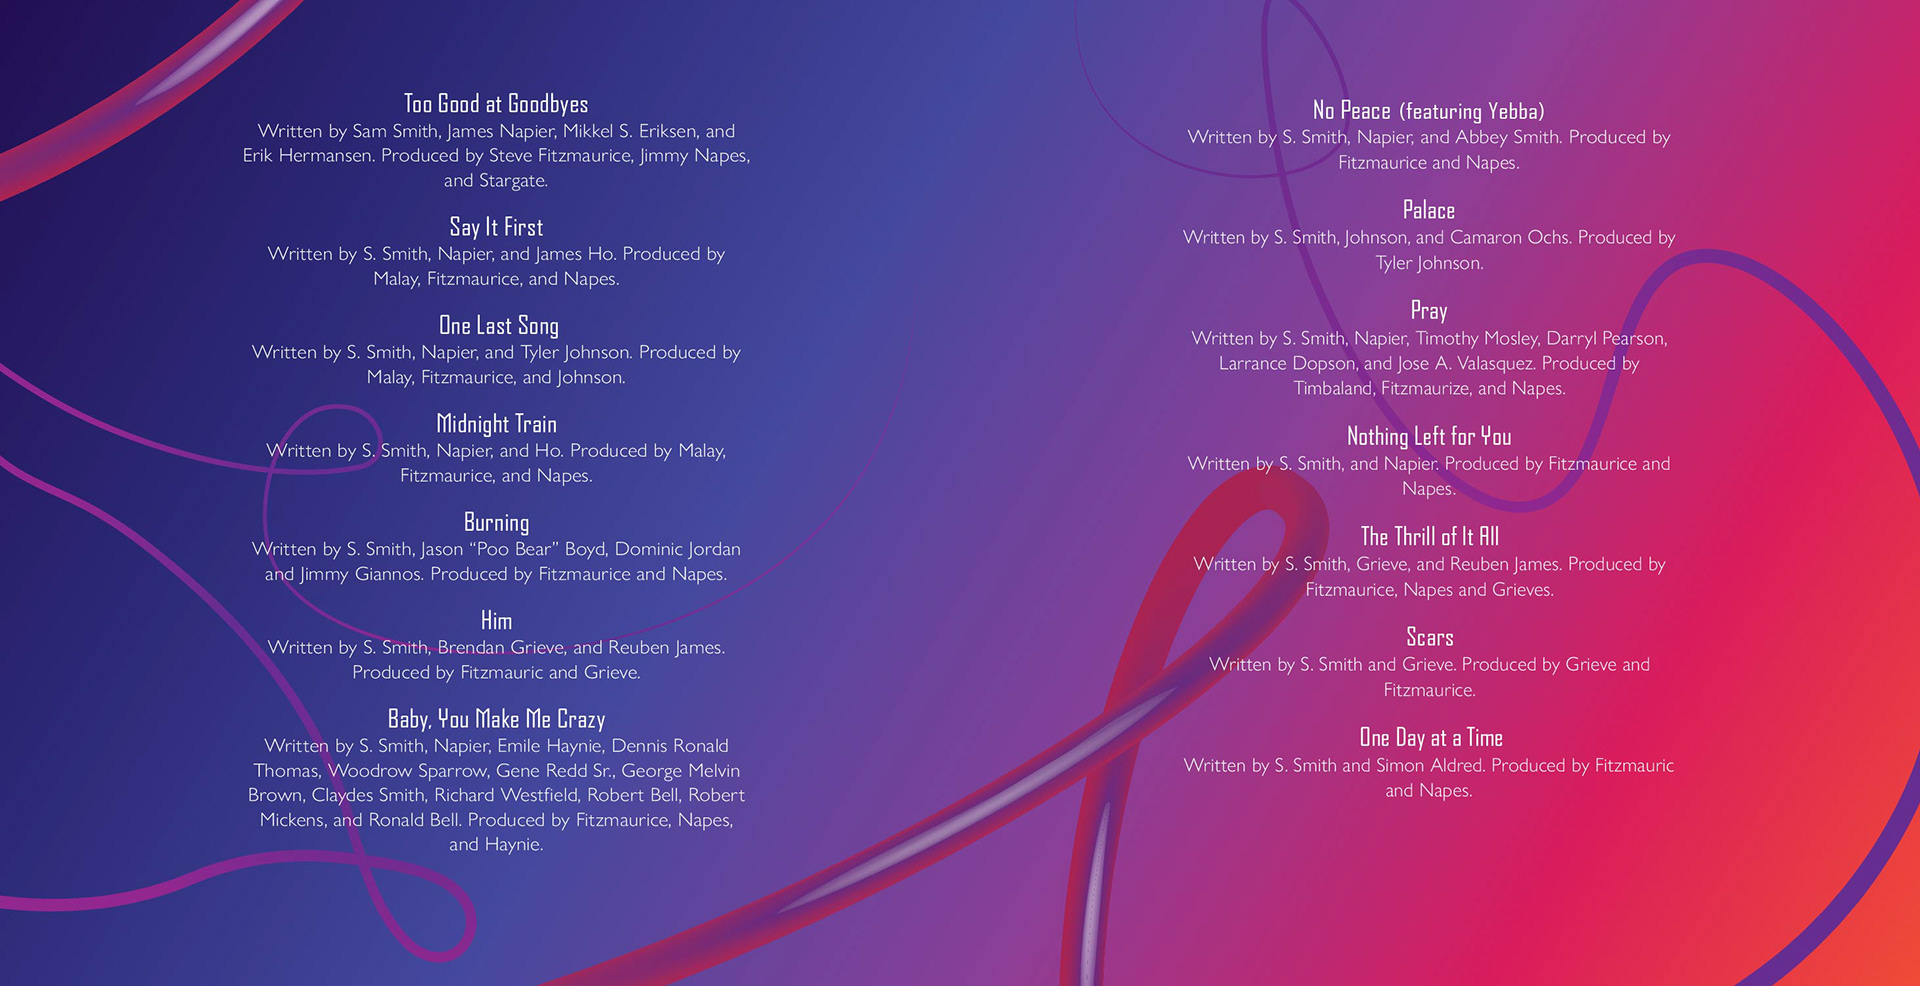 Too Good at Goodbyes
Written by Sam Smith, James Napier, Mikkel S. Eriksen, and
Erik Hermansen. Produced by Steve Fitzmaurice, Jimmy Napes,
and Stargate.
Say It First
Written by S. Smith, Napier, and James Ho. Produced by
Malay, Fitzmaurice, and Napes.
One Last Song
Written by S. Smith, Napier, and Tyler Johnson. Produced by
Malay, Fitzmaurice, and Johnson.
Midnight Train
Written by S. Smith, Napier, and Ho. Produced by Malay,
Fitzmaurice, and Napes.
Burning
Written by S. Smith, Jason “Poo Bear” Boyd, Dominic Jordan
and Jimmy Giannos. Produced by Fitzmaurice and Napes.
Him
Written by S. Smith, Brendan Grieve, and Reuben James.
Produced by Fitzmauric and Grieve.
Baby, You Make Me Crazy
Written by S. Smith, Napier, Emile Haynie, Dennis Ronald
Thomas, Woodrow Sparrow, Gene Redd Sr., George Melvin
Brown, Claydes Smith, Richard Westfield, Robert Bell, Robert
Mickens, and Ronald Bell. Produced by Fitzmaurice, Napes,
and Haynie.
No Peace (featuring Yebba)
Written by S. Smith, Napier, and Abbey Smith. Produced by
Fitzmaurice and Napes.
Palace
Written by S. Smith, Johnson, and Camaron Ochs. Produced by
Tyler Johnson.
Pray
Written by S. Smith, Napier, Timothy Mosley, Darryl Pearson,
Larrance Dopson, and Jose A. Valasquez. Produced by
Timbaland, Fitzmaurize, and Napes.
Nothing Left for You
Written by S. Smith, and Napier. Produced by Fitzmaurice and
Napes.
The Thrill of It All
Written by S. Smith, Grieve, and Reuben James. Produced by
Fitzmaurice, Napes and Grieves.
Scars
Written by S. Smith and Grieve. Produced by Grieve and
Fitzmaurice.
One Day at a Time
Written by S. Smith and Simon Aldred. Produced by Fitzmauric
and Napes.